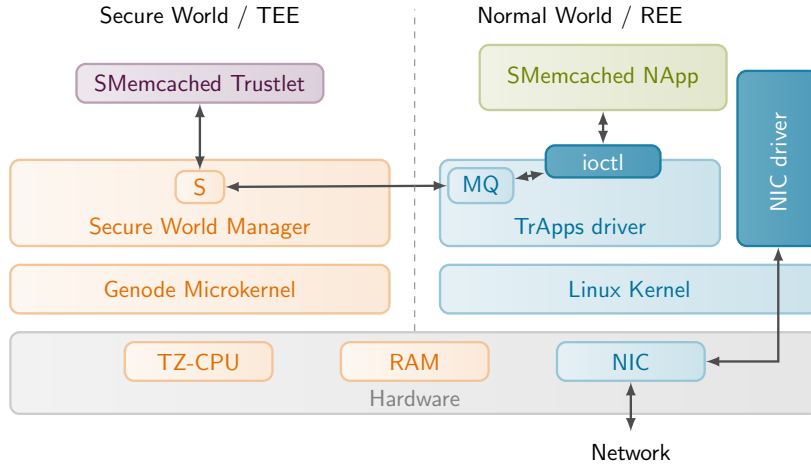 Secure World / TEE
Normal World / REE
SMemcached Trustlet
SMemcached NApp
NIC driver
ioctl
S
MQ
Secure World Manager
TrApps driver
Genode Microkernel
Linux Kernel
TZ-CPU
RAM
NIC
Hardware
Network